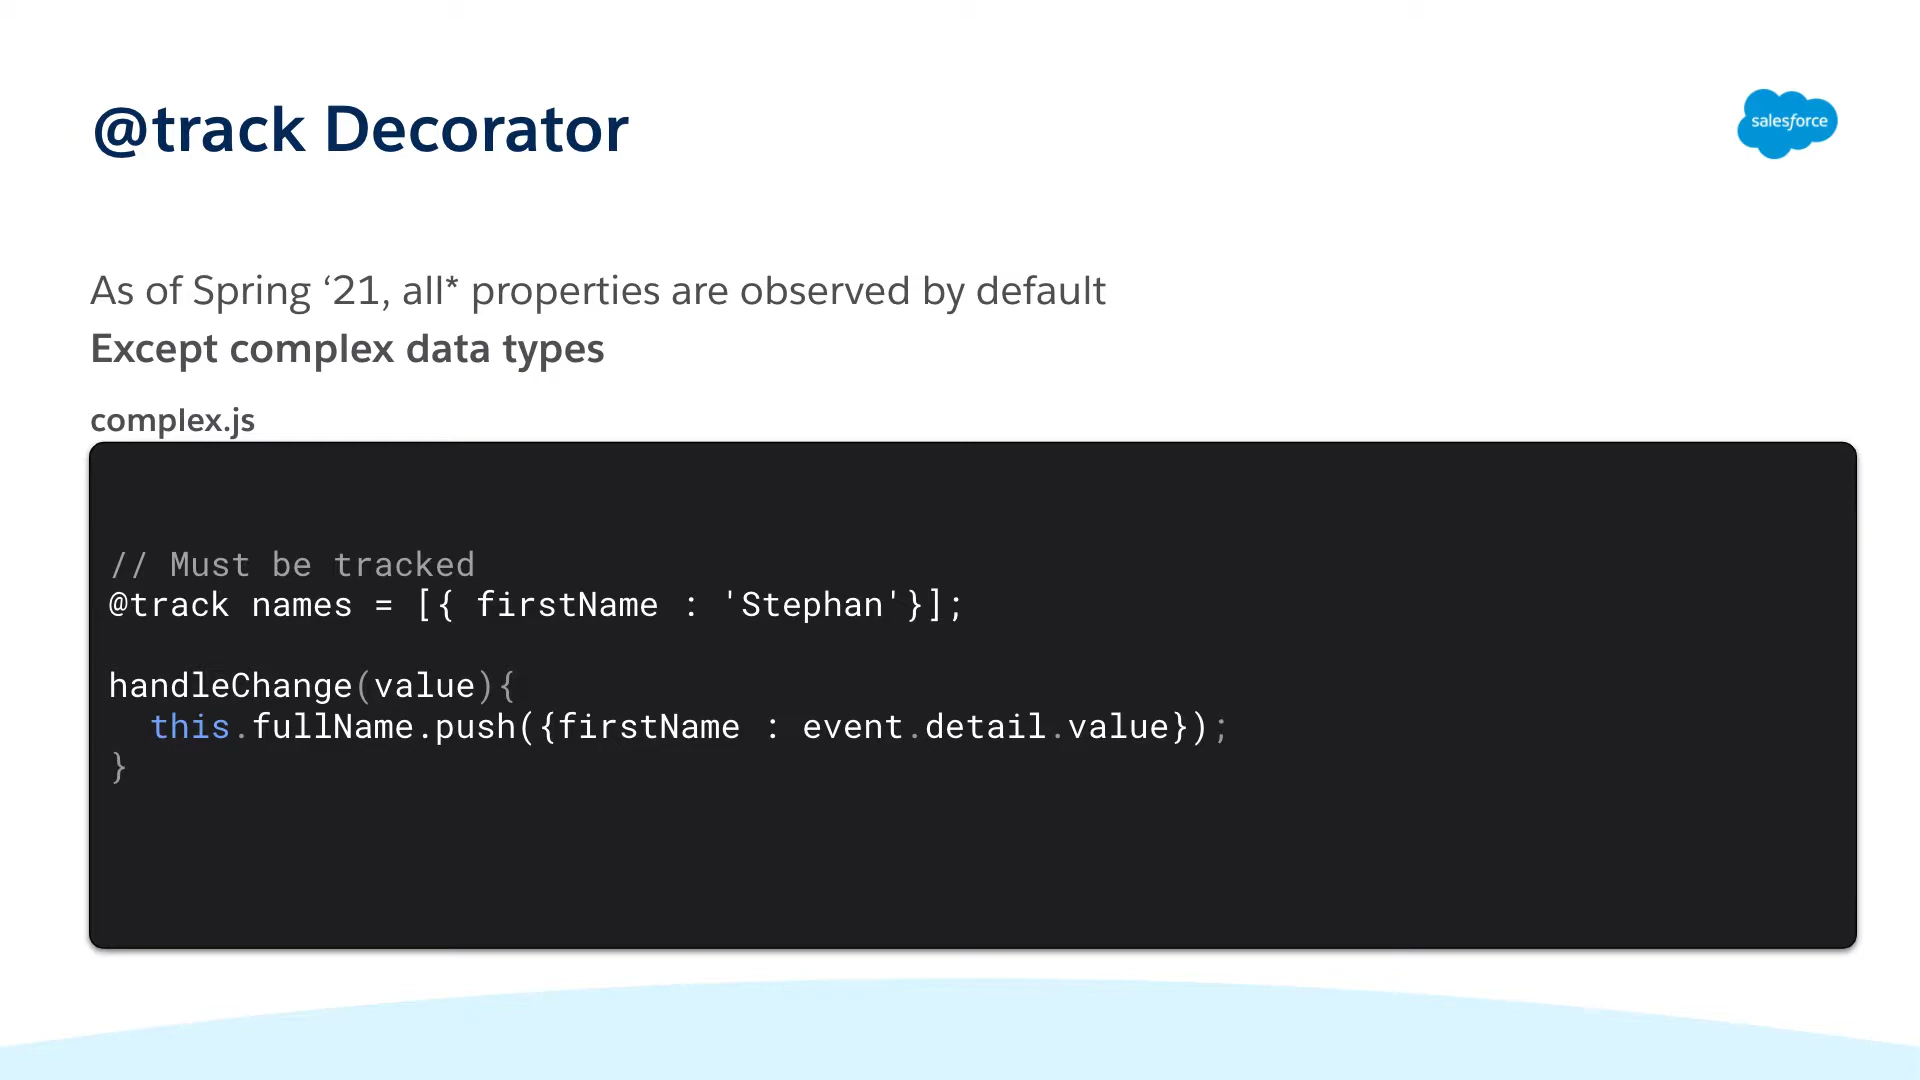 @track Decorator
salesforce
As of Spring ‘21, all* properties are observed by default
Except complex data types
complex.js
// Must be tracked
@track names = [{ firstName : 'Stephan'}];
handleChange(value){
this.fullName.push({firstName : event.detail.value});
}